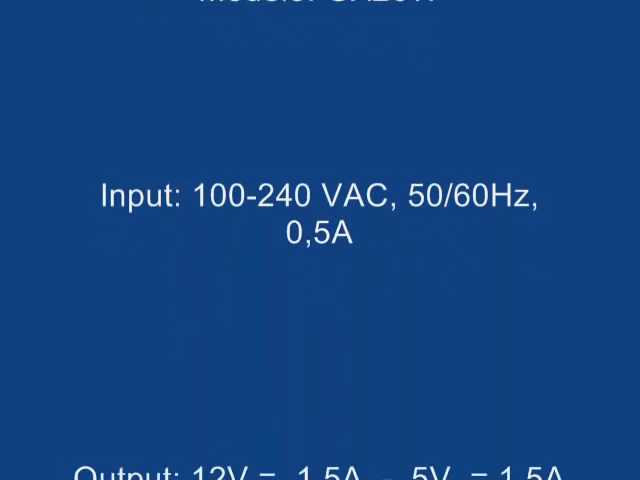 Input: 100-240 VAC, 50/60Hz,
0,5A
Output: 12V = 1,5A - 5V = 1,5A